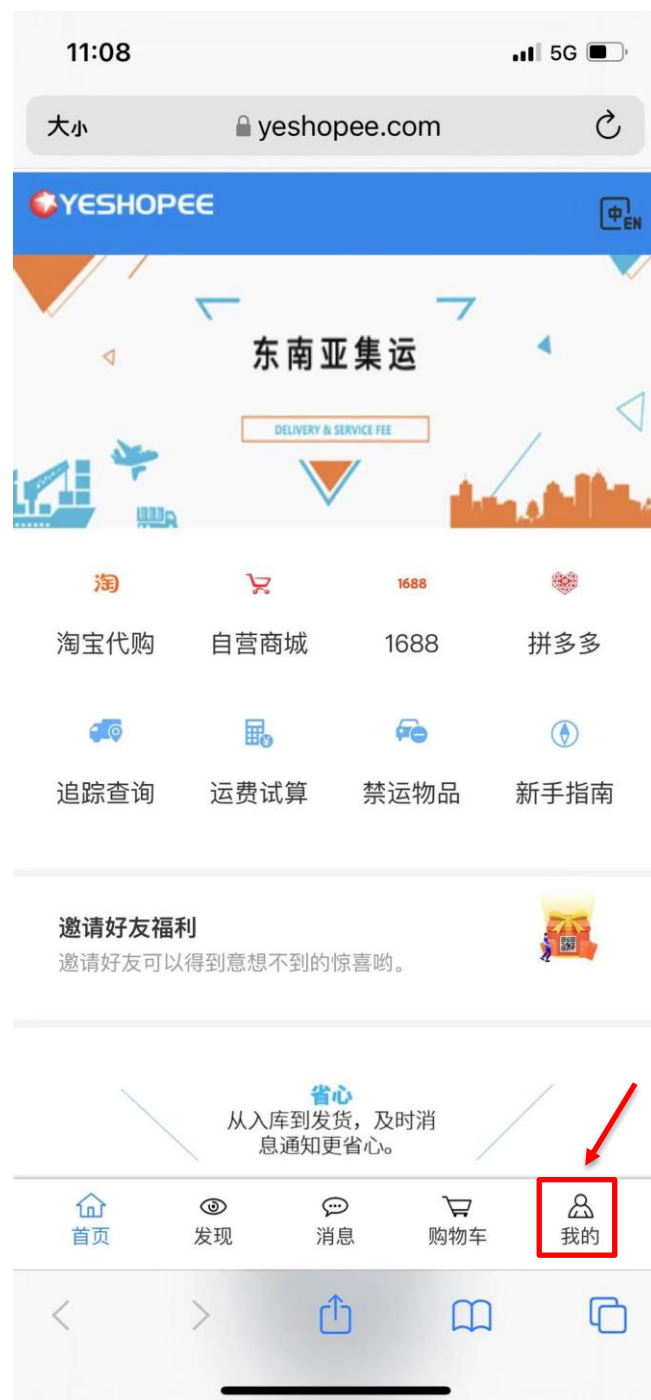 11:08
5G
大小 yeshopee.com
YESHOPEE
中EN
东南亚集运
DELIVERY & SERVICE FEE
淘 1688
淘宝代购 自营商城 1688 拼多多
追踪查询 运费试算 禁运物品 新手指南
邀请好友福利
邀请好友可以得到意想不到的惊喜哟。
省心
从入库到发货，及时消
息通知更省心。
首页 发现 消息 购物车 我的